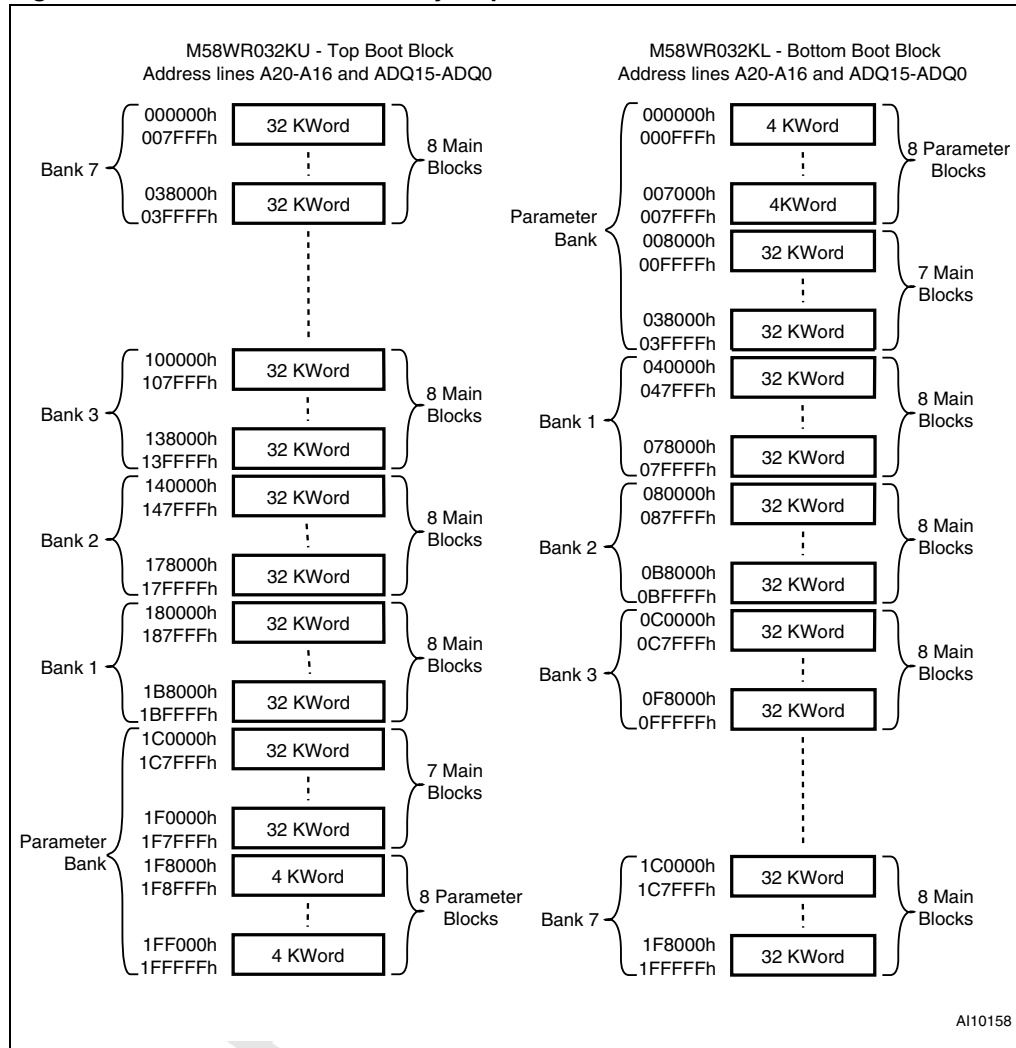 M58WR032KU - Top Boot Block
Address lines A20-A16 and ADQ15-ADQ0
Bank 7
000000h
007FFFh
32 KWord
038000h
03FFFFh
32 KWord
8 Main
Blocks
Bank 3
100000h
107FFFh
32 KWord
138000h
13FFFFh
32 KWord
8 Main
Blocks
Bank 2
140000h
147FFFh
32 KWord
178000h
17FFFFh
32 KWord
8 Main
Blocks
Bank 1
180000h
187FFFh
32 KWord
1B8000h
1BFFFFh
32 KWord
8 Main
Blocks
Parameter
Bank
1C0000h
1C7FFFh
32 KWord
1F0000h
1F7FFFh
32 KWord
7 Main
Blocks
1F8000h
1F8FFFh
4 KWord
1FF000h
1FFFFFh
4 KWord
8 Parameter
Blocks
M58WR032KL - Bottom Boot Block
Address lines A20-A16 and ADQ15-ADQ0
Parameter
Bank
000000h
000FFFh
4 KWord
007000h
007FFFh
4KWord
8 Parameter
Blocks
008000h
00FFFFh
32 KWord
038000h
03FFFFh
32 KWord
7 Main
Blocks
Bank 1
040000h
047FFFh
32 KWord
078000h
07FFFFh
32 KWord
8 Main
Blocks
Bank 2
080000h
087FFFh
32 KWord
0B8000h
0BFFFFh
32 KWord
8 Main
Blocks
Bank 3
0C0000h
0C7FFFh
32 KWord
0F8000h
0FFFFFh
32 KWord
8 Main
Blocks
Bank 7
1C0000h
1C7FFFh
32 KWord
1F8000h
1FFFFFh
32 KWord
8 Main
Blocks
AI10158